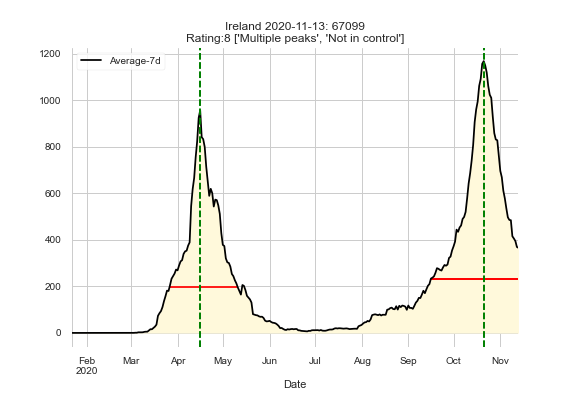 Ireland 2020-11-13: 67099
Rating:8 ['Multiple peaks', 'Not in control']
Average-7d
1200
1000
800
600
400
200
0
Feb Mar Apr May Jun Jul Aug Sep Oct Nov
2020
Date